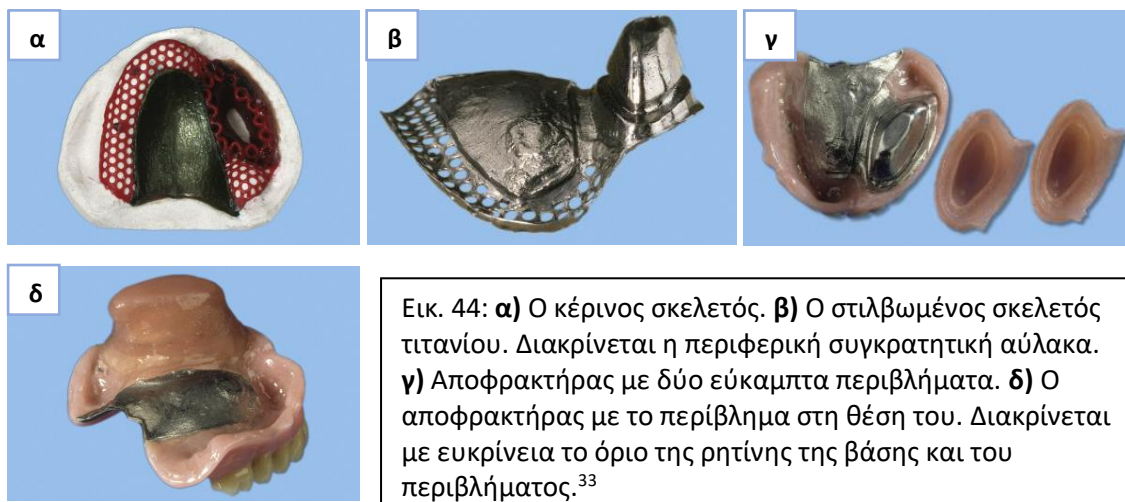 α
β
γ
δ
Εικ. 44: α) Ο κέρινος σκελετός. β) Ο στιλβωμένος σκελετός
τιτανίου. Διακρίνεται η περιφερική συγκρατητική αύλακα.
γ) Αποφρακτήρας με δύο εύκαμπτα περιβλήματα. δ) Ο
αποφρακτήρας με το περίβλημα στη θέση του. Διακρίνεται
με ευκρίνεια το όριο της ρητίνης της βάσης και του
περιβλήματος.³³